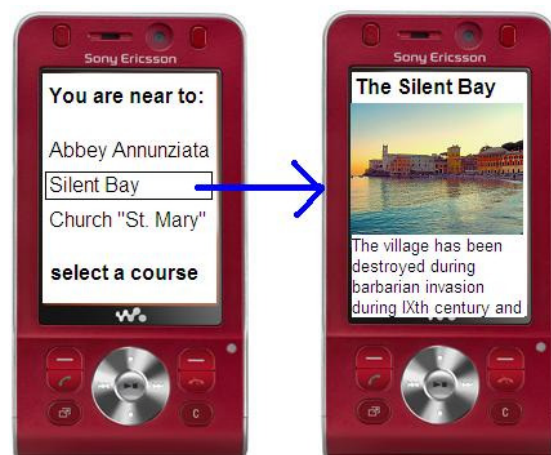 Sony Ericsson
You are near to:
Abbey Annunziata
Silent Bay
Church "St. Mary"
select a course
C
Sony Ericsson
The Silent Bay
The village has been
destroyed during
barbarian invasion
during IXth century and
C